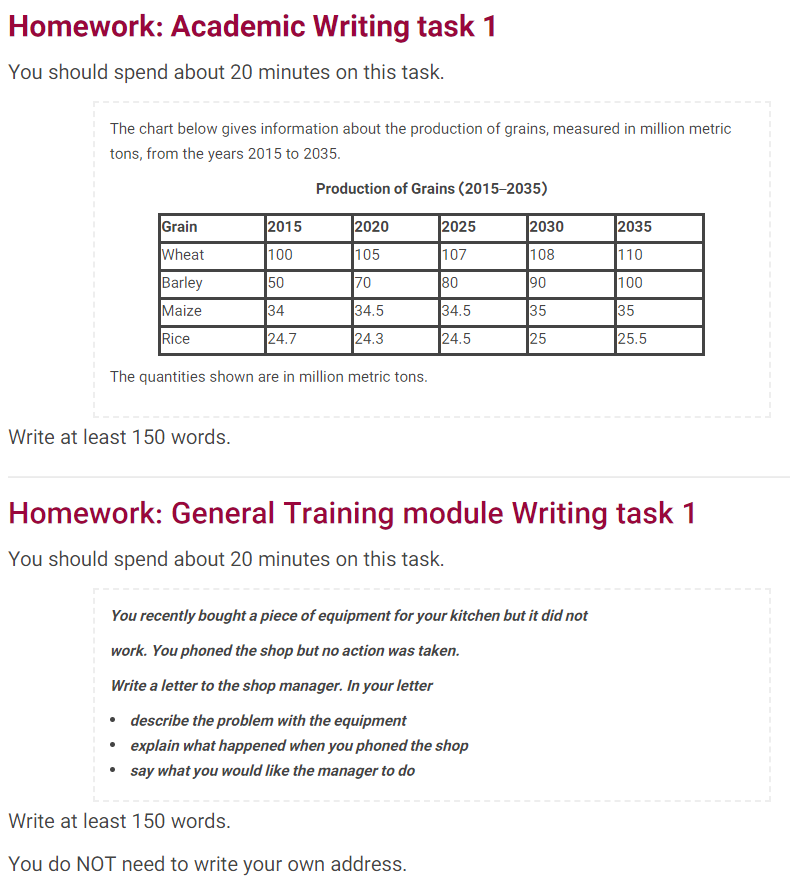 Homework: Academic Writing task 1
You should spend about 20 minutes on this task.
The chart below gives information about the production of grains, measured in million metric
tons, from the years 2015 to 2035.
Production of Grains (2015–2035)
Grain 2015 2020 2025 2030 2035
Wheat 100 105 107 108 110
Barley 50 70 80 90 100
Maize 34 34.5 34.5 35 35
Rice 24.7 24.3 24.5 25 25.5
The quantities shown are in million metric tons.
Write at least 150 words.
Homework: General Training module Writing task 1
You should spend about 20 minutes on this task.
You recently bought a piece of equipment for your kitchen but it did not
work. You phoned the shop but no action was taken.
Write a letter to the shop manager. In your letter
• describe the problem with the equipment
• explain what happened when you phoned the shop
• say what you would like the manager to do
Write at least 150 words.
You do NOT need to write your own address.